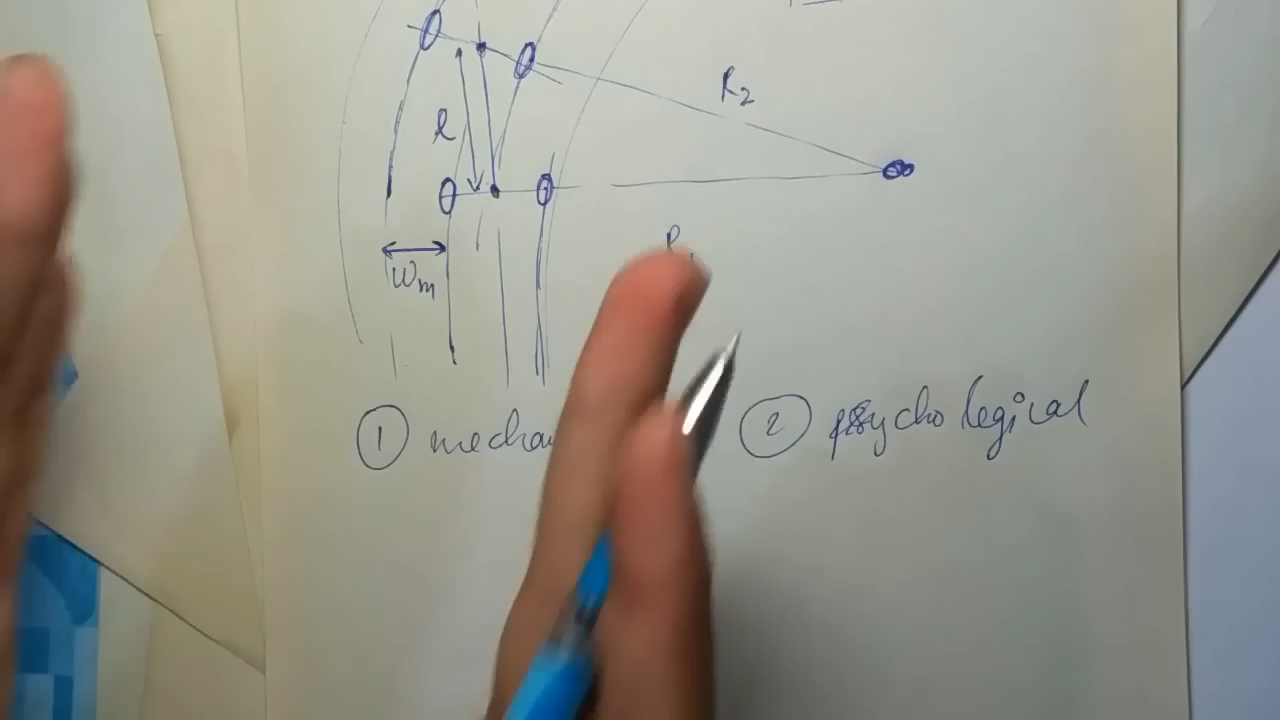 R₂
l
Wₘ
① mechan ② psychological